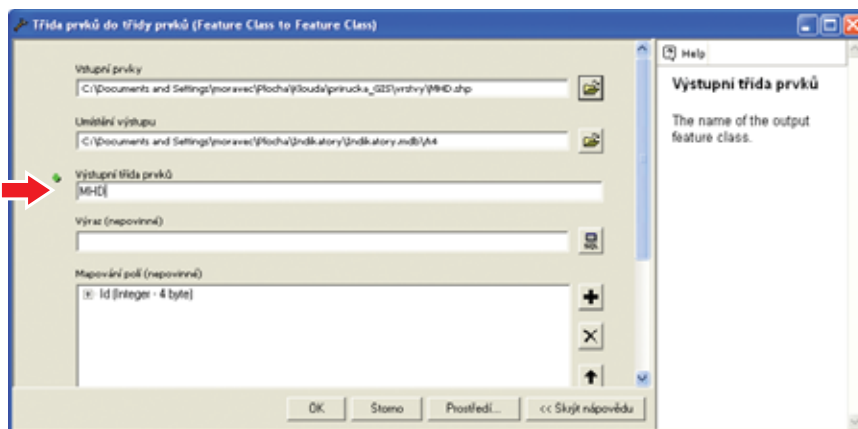 Třída prvků do třídy prvků (Feature Class to Feature Class)
Vstupní prvky
C:\Documents and Settings\moravec\Plocha\Klouda\prirucka_GIS\vrstvy\MHD.shp
Umístění výstupu
C:\Documents and Settings\moravec\Plocha\Indikatory\Indikatory.mdb\A4
Výstupní třída prvků
MHD
Výraz (nepovinné)
SQL
Mapování polí (nepovinné)
Id (Integer - 4 byte)
OK
Storno
Prostředí...
<< Skrýt nápovědu
Help
Výstupní třída prvků
The name of the output
feature class.